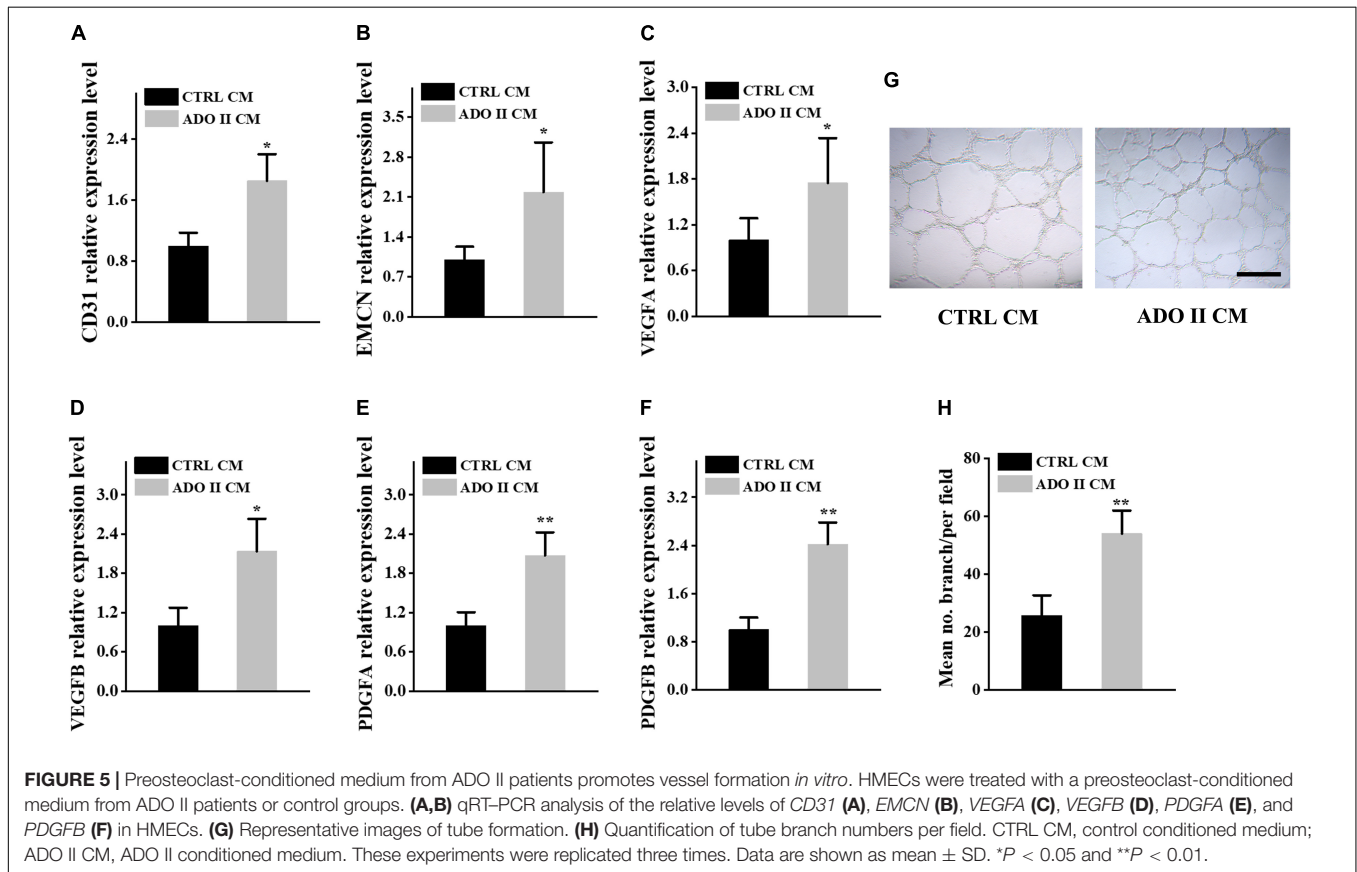 A
CD31 relative expression level
CTRL CM
ADO II CM
2.4
1.6
0.8
0.0
*
B
EMCN relative expression level
CTRL CM
ADO II CM
3.5
2.8
2.1
1.4
0.7
0.0
*
C
VEGFA relative expression level
3.0
CTRL CM
ADO II CM
2.4
1.8
1.2
0.6
0.0
*
G
CTRL CM
ADO II CM
D
VEGFB relative expression level
CTRL CM
ADO II CM
3.0
2.4
1.8
1.2
0.6
0.0
*
E
PDGFA relative expression level
CTRL CM
ADO II CM
3.0
2.4
1.8
1.2
0.6
0.0
**
F
PDGFB relative expression level
CTRL CM
ADO II CM
3.2
2.4
1.6
0.8
0.0
**
H
Mean no. branch/per field
80
CTRL CM
ADO II CM
60
40
20
0
**
FIGURE 5 | Preosteoclast-conditioned medium from ADO II patients promotes vessel formation in vitro. HMECs were treated with a preosteoclast-conditioned
medium from ADO II patients or control groups. (A,B) qRT–PCR analysis of the relative levels of CD31 (A), EMCN (B), VEGFA (C), VEGFB (D), PDGFA (E), and
PDGFB (F) in HMECs. (G) Representative images of tube formation. (H) Quantification of tube branch numbers per field. CTRL CM, control conditioned medium;
ADO II CM, ADO II conditioned medium. These experiments were replicated three times. Data are shown as mean ± SD. *P < 0.05 and **P < 0.01.